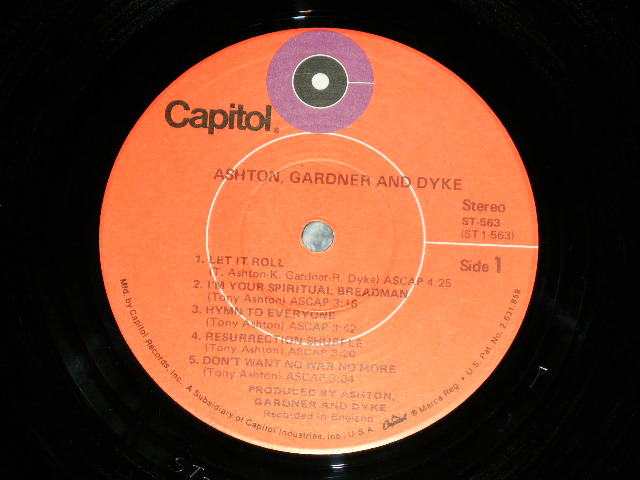 Capitol®
ASHTON, GARDNER AND DYKE
Stereo
ST-563
(ST 1-563)
Side 1
1. LET IT ROLL
(T. Ashton-K. Gardner-R. Dyke) ASCAP 4:25
2. I'M YOUR SPIRITUAL BREADMAN
(Tony Ashton) ASCAP 3:15
3. HYMN TO EVERYONE
(Tony Ashton) ASCAP 3:42
4. RESURRECTION SHUFFLE
(Tony Ashton) ASCAP 3:20
5. DON'T WANT NO WAR NO MORE
(Tony Ashton) ASCAP 3:34
PRODUCED BY ASHTON,
GARDNER AND DYKE
Recorded in England
Mfd. by Capitol Records, Inc., A Subsidiary of Capitol Industries, Inc., U.S.A. Capitol ® Marca Reg. • U.S. Pat. No. 2,631,859